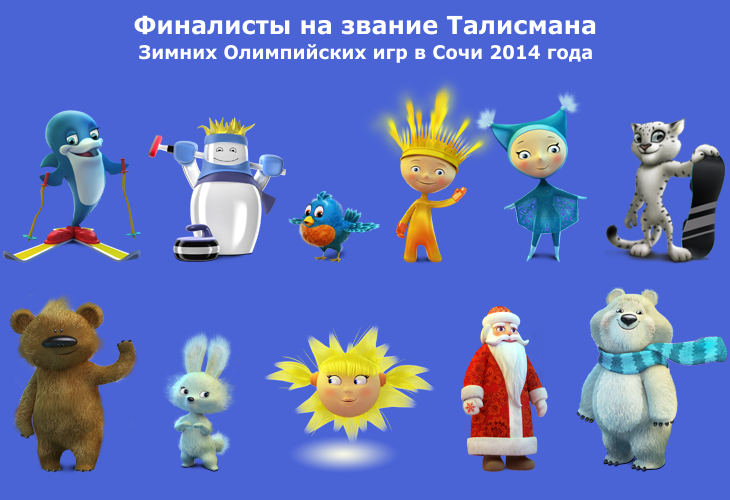 Финалисты на звание Талисмана
Зимних Олимпийских игр в Сочи 2014 года